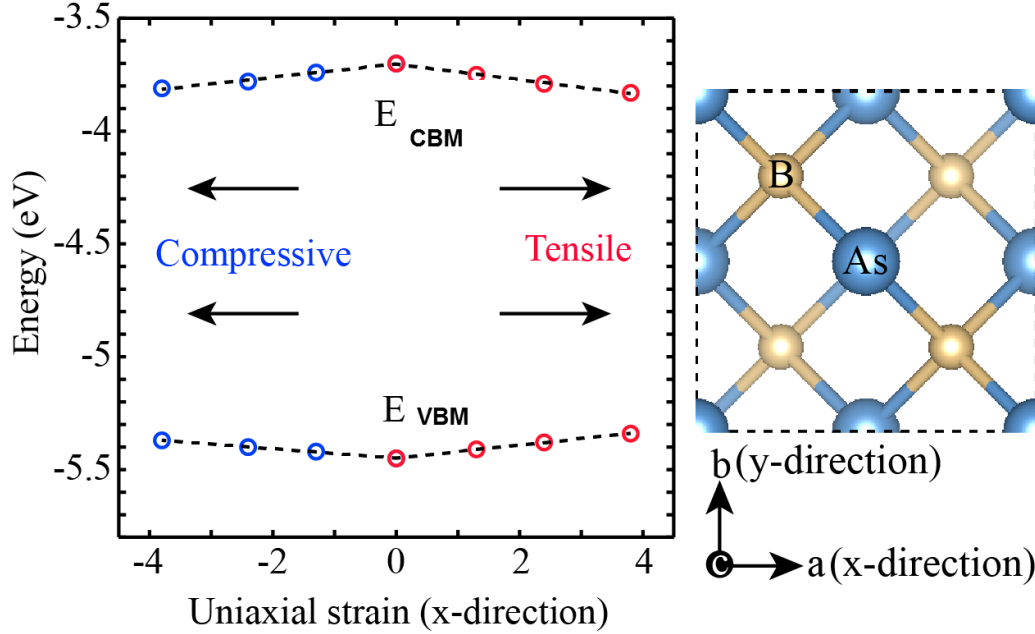 -3.5
-4
-4.5
-5
-5.5
Energy (eV)
E CBM
Compressive
Tensile
E VBM
-4
-2
0
2
4
Uniaxial strain (x-direction)
B
As
b (y-direction)
c
a (x-direction)